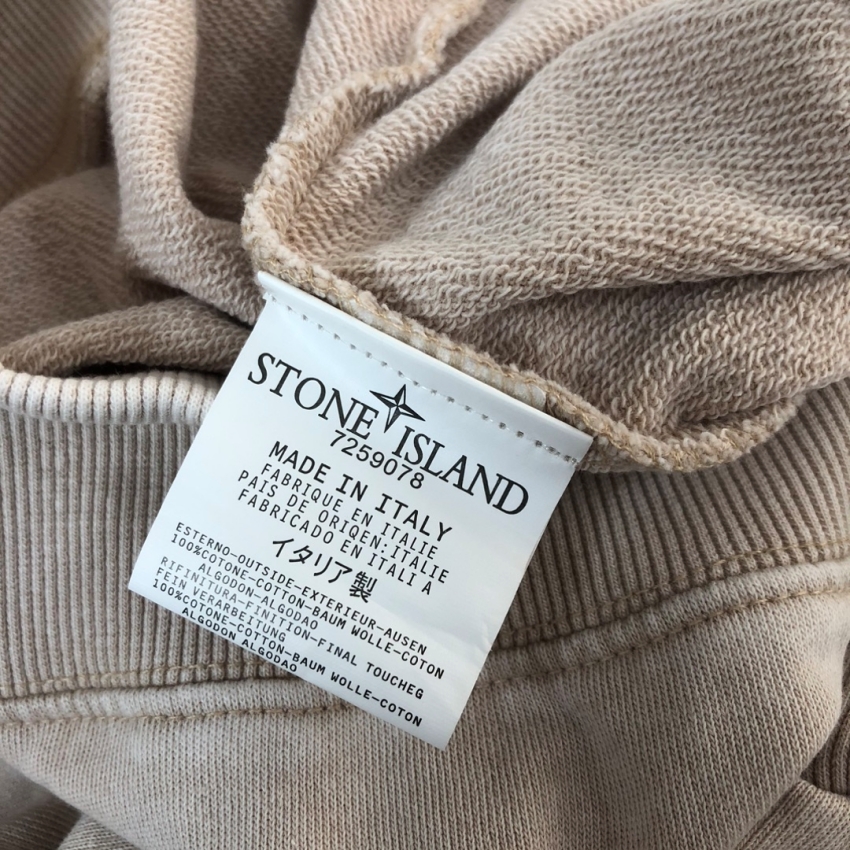 STONE ISLAND
7259078
MADE IN ITALY
FABRIQUE EN ITALIE
PAIS DE ORIQEN:ITALIE
FABRICADO EN ITALI A
イタリア製
ESTERNO-OUTSIDE-EXTERIEUR-AUSEN
100%COTONE-COTTON-BAUM WOLLE-COTON
ALGODON-ALGODAO
RIFINITURA-FINITION-FINAL TOUCHEG
FEIN VERARBEITUNG
100%COTONE-COTTON-BAUM WOLLE-COTON
ALGODON ALGODAO